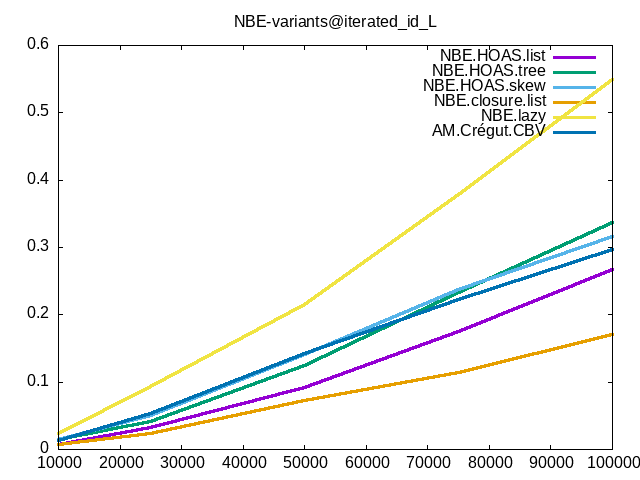 NBE-variants@iterated_id_L
0.6
0.5
0.4
0.3
0.2
0.1
0
NBE.HOAS.list
NBE.HOAS.tree
NBE.HOAS.skew
NBE.closure.list
NBE.lazy
AM.Crégut.CBV
10000 20000 30000 40000 50000 60000 70000 80000 90000 100000